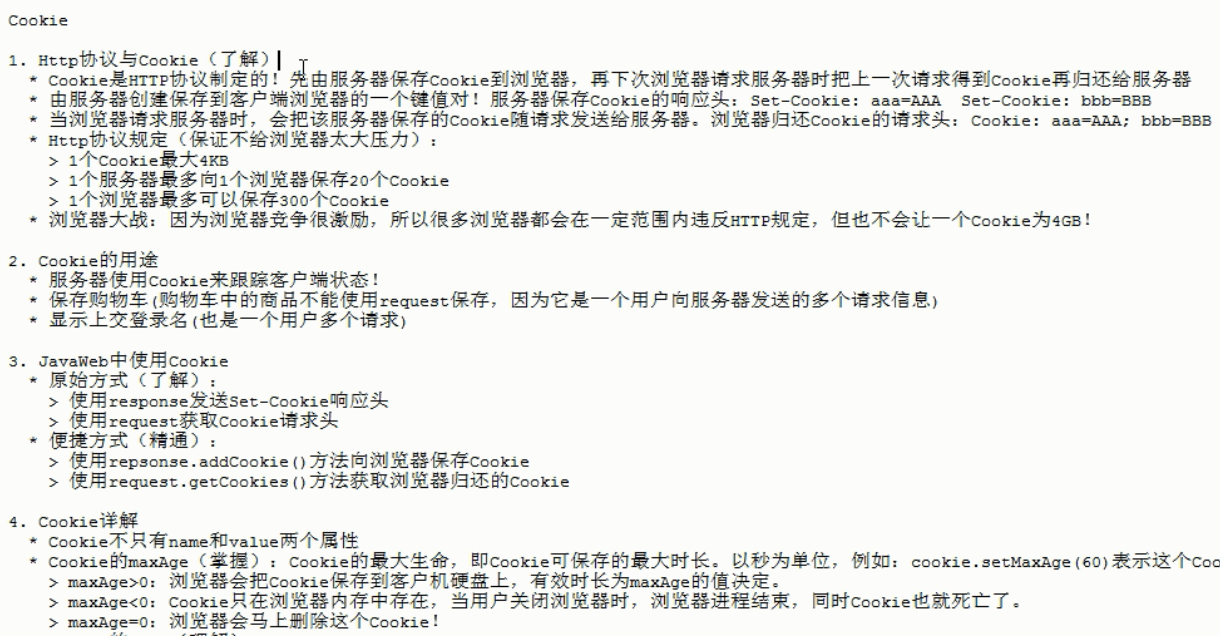 Cookie
1. Http协议与Cookie（了解）
* Cookie是HTTP协议制定的！先由服务器保存Cookie到浏览器，再下次浏览器请求服务器时把上一次请求得到Cookie再归还给服务器
* 由服务器创建保存到客户端浏览器的一个键值对！服务器保存Cookie的响应头：Set-Cookie: aaa=AAA  Set-Cookie: bbb=BBB
* 当浏览器请求服务器时，会把该服务器保存的Cookie随请求发送给服务器。浏览器归还Cookie的请求头：Cookie: aaa=AAA; bbb=BBB
* Http协议规定（保证不给浏览器太大压力）：
> 1个Cookie最大4KB
> 1个服务器最多向1个浏览器保存20个Cookie
> 1个浏览器最多可以保存300个Cookie
* 浏览器大战：因为浏览器竞争很激励，所以很多浏览器都会在一定范围内违反HTTP规定，但也不会让一个Cookie为4GB！
2. Cookie的用途
* 服务器使用Cookie来跟踪客户端状态！
* 保存购物车(购物车中的商品不能使用request保存，因为它是一个用户向服务器发送的多个请求信息)
* 显示上交登录名(也是一个用户多个请求)
3. JavaWeb中使用Cookie
* 原始方式（了解）：
> 使用response发送Set-Cookie响应头
> 使用request获取Cookie请求头
* 便捷方式（精通）：
> 使用repsonse.addCookie()方法向浏览器保存Cookie
> 使用request.getCookies()方法获取浏览器归还的Cookie
4. Cookie详解
* Cookie不只有name和value两个属性
* Cookie的maxAge（掌握）：Cookie的最大生命，即Cookie可保存的最大时长。以秒为单位，例如：cookie.setMaxAge(60)表示这个Coo
> maxAge>0：浏览器会把Cookie保存到客户机硬盘上，有效时长为maxAge的值决定。
> maxAge<0：Cookie只在浏览器内存中存在，当用户关闭浏览器时，浏览器进程结束，同时Cookie也就死亡了。
> maxAge=0：浏览器会马上删除这个Cookie！